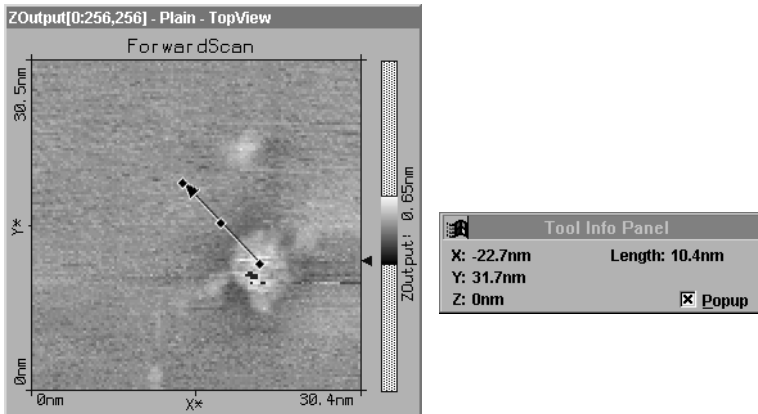 ZOutput[0:256,256] - Plain - TopView
ForwardScan
30.5nm
Y*
0nm
0nm
X*
30.4nm
ZOutput: 0.65nm
Tool Info Panel
X: -22.7nm Length: 10.4nm
Y: 31.7nm
Z: 0nm Popup